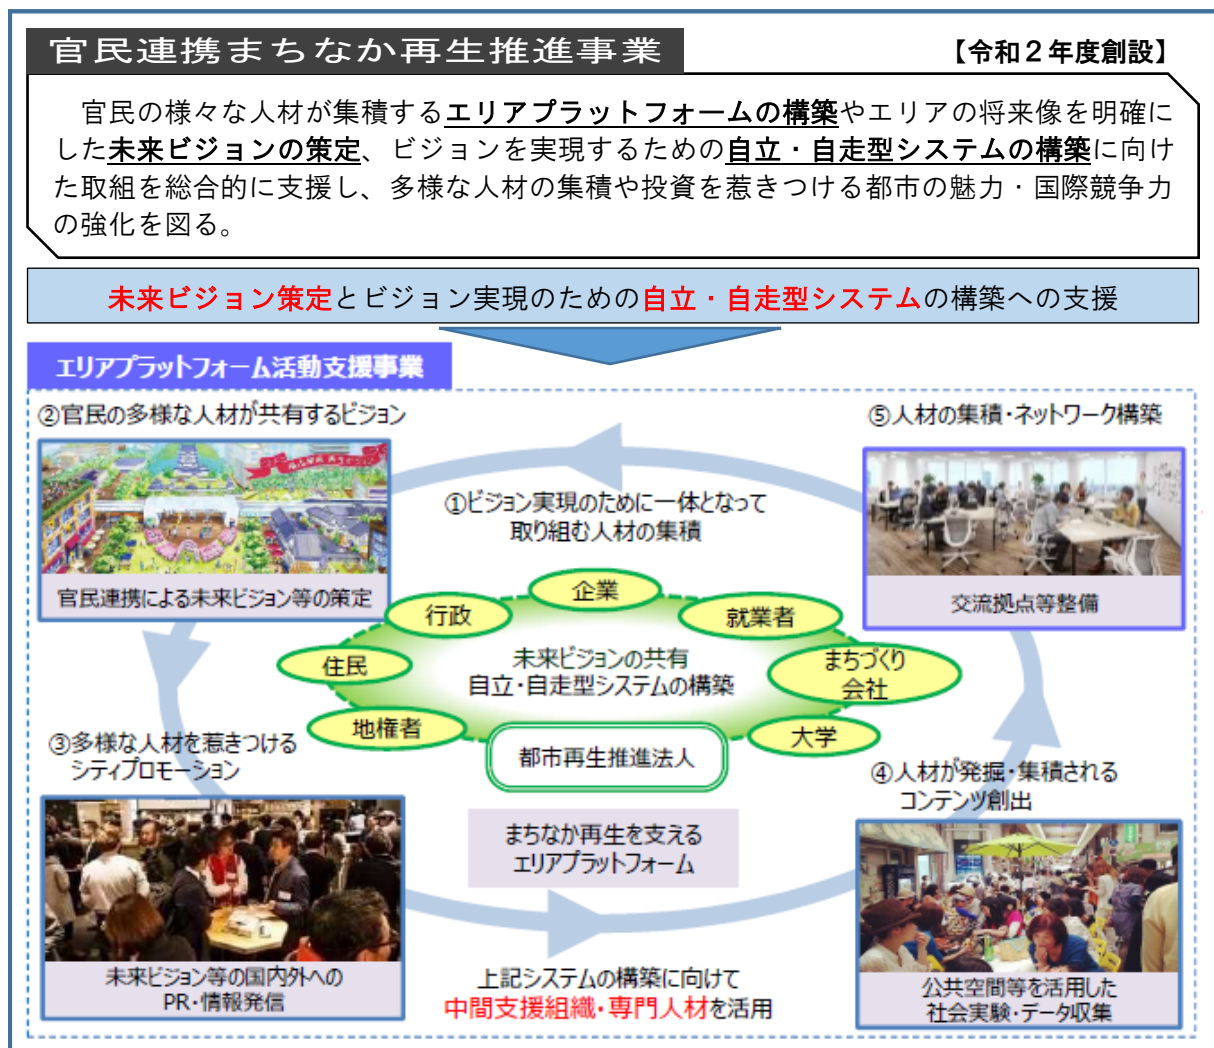 官民連携まちなか再生推進事業
【令和２年度創設】
官民の様々な人材が集積するエリアプラットフォームの構築やエリアの将来像を明確に
した未来ビジョンの策定、ビジョンを実現するための自立・自走型システムの構築に向け
た取組を総合的に支援し、多様な人材の集積や投資を惹きつける都市の魅力・国際競争力
の強化を図る。
未来ビジョン策定とビジョン実現のための自立・自走型システムの構築への支援
エリアプラットフォーム活動支援事業
②官民の多様な人材が共有するビジョン
官民連携による未来ビジョン等の策定
⑤人材の集積・ネットワーク構築
交流拠点等整備
①ビジョン実現のために一体となって
取り組む人材の集積
企業
行政
就業者
住民
まちづくり
会社
地権者
大学
未来ビジョンの共有
自立・自走型システムの構築
都市再生推進法人
まちなか再生を支える
エリアプラットフォーム
③多様な人材を惹きつける
シティプロモーション
未来ビジョン等の国内外への
PR・情報発信
④人材が発掘・集積される
コンテンツ創出
公共空間等を活用した
社会実験・データ収集
上記システムの構築に向けて
中間支援組織・専門人材を活用